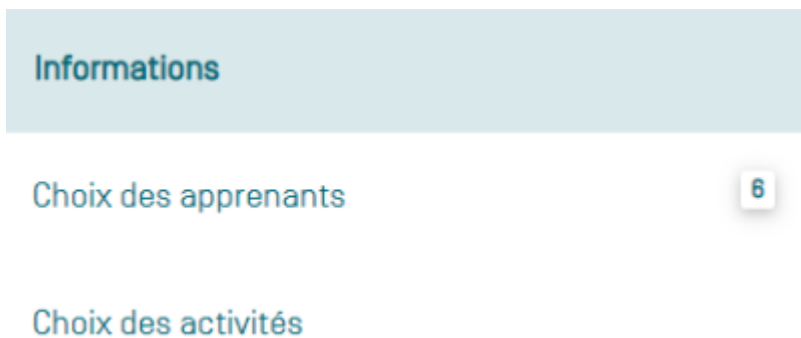 Informations
Choix des apprenants 6
Choix des activités